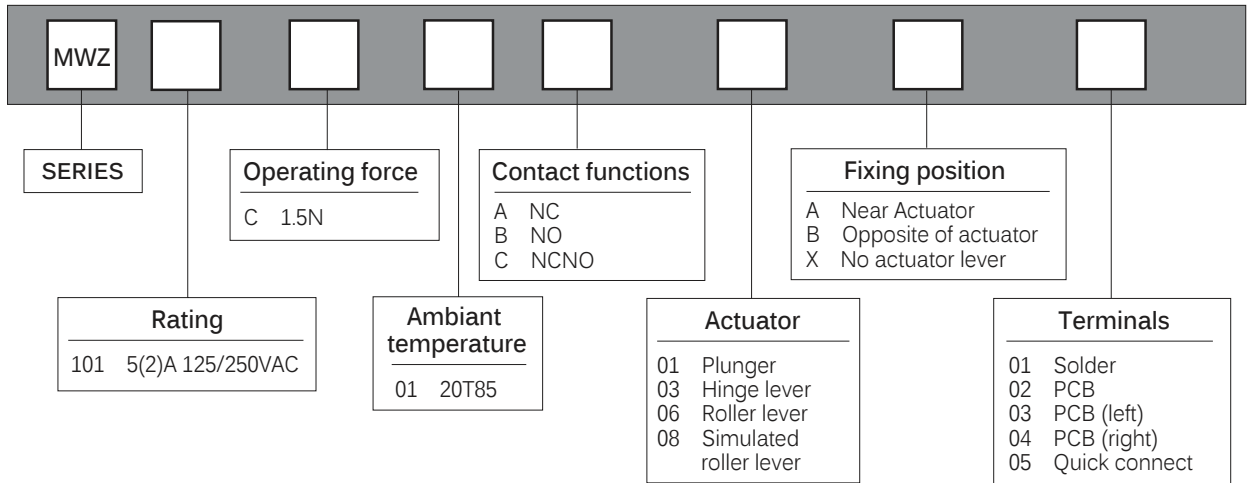 MWZ
SERIES
Rating
101 5(2)A 125/250VAC
Operating force
C 1.5N
Ambiant
temperature
01 20T85
Contact functions
A NC
B NO
C NCNO
Actuator
01 Plunger
03 Hinge lever
06 Roller lever
08 Simulated
roller lever
Fixing position
A Near Actuator
B Opposite of actuator
X No actuator lever
Terminals
01 Solder
02 PCB
03 PCB (left)
04 PCB (right)
05 Quick connect